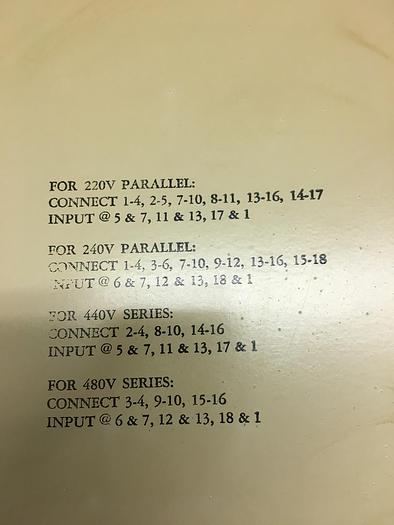 FOR 220V PARALLEL:
CONNECT 1-4, 2-5, 7-10, 8-11, 13-16, 14-17
INPUT @ 5 & 7, 11 & 13, 17 & 1
FOR 240V PARALLEL:
CONNECT 1-4, 3-6, 7-10, 9-12, 13-16, 15-18
INPUT @ 6 & 7, 12 & 13, 18 & 1
FOR 440V SERIES:
CONNECT 2-4, 8-10, 14-16
INPUT @ 5 & 7, 11 & 13, 17 & 1
FOR 480V SERIES:
CONNECT 3-4, 9-10, 15-16
INPUT @ 6 & 7, 12 & 13, 18 & 1